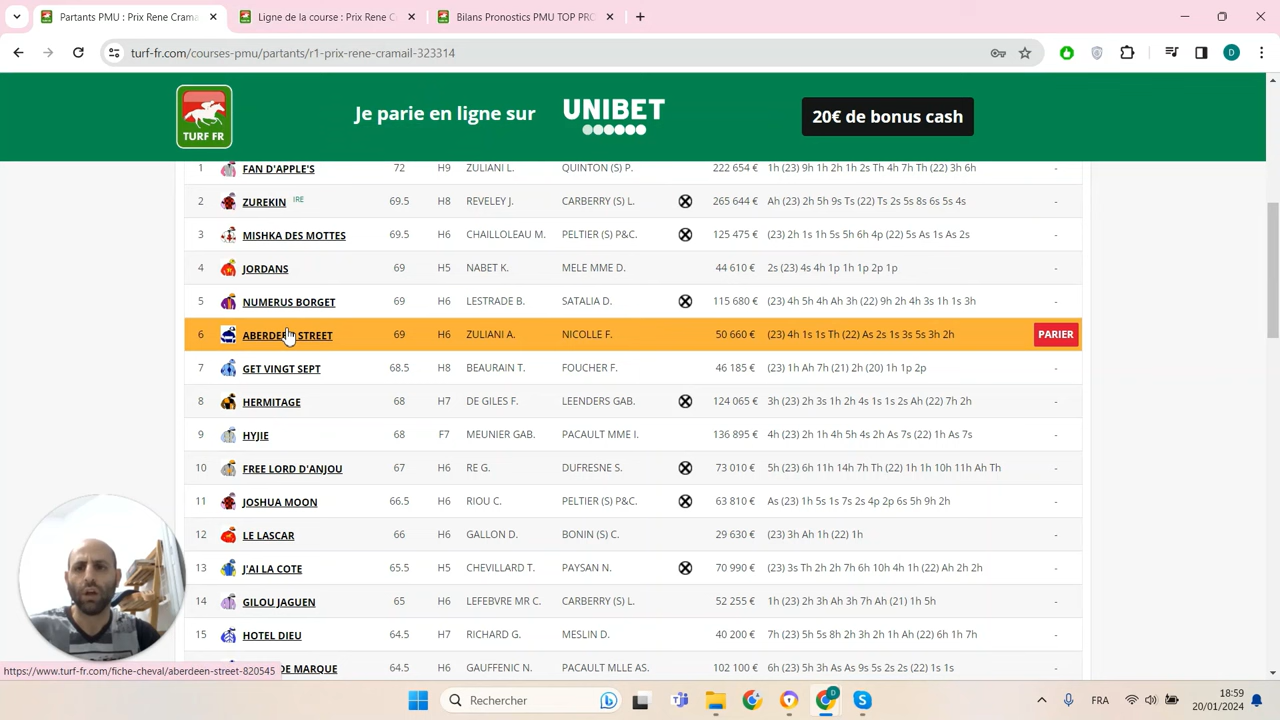 Partants PMU : Prix Rene Cramail
Ligne de la course : Prix Rene C
Bilans Pronostics PMU TOP PRO
turf-fr.com/courses-pmu/partants/r1-prix-rene-cramail-323314
D
TURF FR
Je parie en ligne sur UNIBET
20€ de bonus cash
1 FAN D'APPLE'S 72 H9 ZULIANI L. QUINTON (S) P. 222 654 € 1h (23) 9h 1h 2h 1h 2s Th 4h 7h Th (22) 3h 6h -
2 ZUREKIN IRE 69.5 H8 REVELEY J. CARBERRY (S) L. 265 644 € Ah (23) 2h 5h 9s Ts (22) Ts 2s 5s 8s 6s 5s 4s -
3 MISHKA DES MOTTES 69.5 H6 CHAILLOLEAU M. PELTIER (S) P&C. 125 475 € (23) 2h 1s 1h 5s 5h 6h 4p (22) 5s As 1s As 2s -
4 JORDANS 69 H5 NABET K. MELE MME D. 44 610 € 2s (23) 4s 4h 1p 1h 1p 2p 1p -
5 NUMERUS BORGET 69 H6 LESTRADE B. SATALIA D. 115 680 € (23) 4h 5h 4h Ah 3h (22) 9h 2h 4h 3s 1h 1s 3h -
6 ABERDEEN STREET 69 H6 ZULIANI A. NICOLLE F. 50 660 € (23) 4h 1s 1s Th (22) As 2s 1s 3s 5s 3h 2h PARIER
7 GET VINGT SEPT 68.5 H8 BEAURAIN T. FOUCHER F. 46 185 € (23) 1h Ah 7h (21) 2h (20) 1h 1p 2p -
8 HERMITAGE 68 H7 DE GILES F. LEENDERS GAB. 124 065 € 3h (23) 2h 3s 1h 2h 4s 1s 1s 2s Ah (22) 7h 2h -
9 HYJIE 68 F7 MEUNIER GAB. PACAULT MME I. 136 895 € 4h (23) 2h 1h 4h 5h 4s 2h As 7s (22) 1h As 7s -
10 FREE LORD D'ANJOU 67 H6 RE G. DUFRESNE S. 73 010 € 5h (23) 6h 11h 14h 7h Th (22) 1h 1h 10h 11h Ah Th -
11 JOSHUA MOON 66.5 H6 RIOU C. PELTIER (S) P&C. 63 810 € As (23) 1h 5s 1s 7s 2s 4p 2p 6s 5h 9h 2h -
12 LE LASCAR 66 H6 GALLON D. BONIN (S) C. 29 630 € (23) 3h Ah 1h (22) 1h -
13 J'AI LA COTE 65.5 H5 CHEVILLARD T. PAYSAN N. 70 990 € (23) 3s Th 2h 2h 7h 6h 10h 4h 1h (22) Ah 2h 2h -
14 GILOU JAGUEN 65 H6 LEFEBVRE MR C. CARBERRY (S) L. 52 255 € 1h (23) 2h 3h Ah 3h 7h Ah (21) 1h 5h -
15 HOTEL DIEU 64.5 H7 RICHARD G. MESLIN D. 40 200 € 7h (23) 5h 5s 8h 2h 3h 2h 1h Ah (22) 6h 1h 7h -
DE MARQUE 64.5 H6 GAUFFENIC N. PACAULT MLLE AS. 102 100 € 6h (23) 5h 5h As As 9s 5s 2s 2s (22) 1s 1s -
https://www.turf-fr.com/fiche-cheval/aberdeen-street-820545
Rechercher
FRA
18:59
20/01/2024